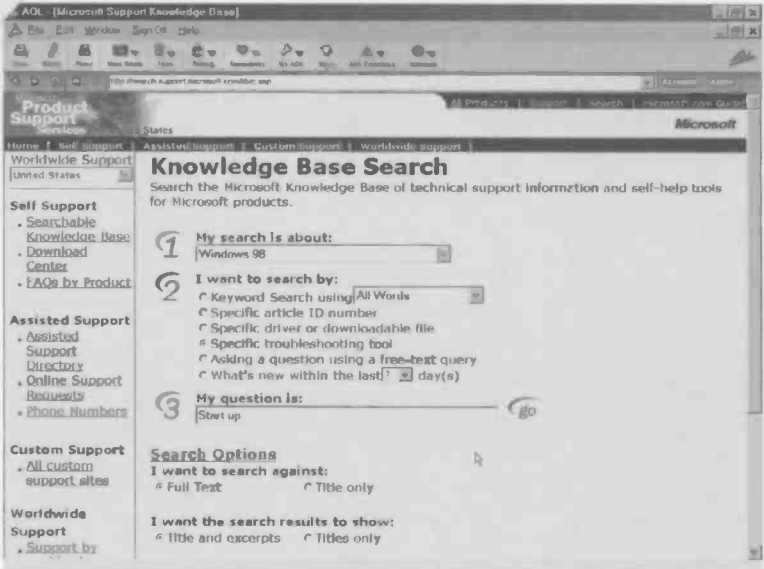 AOL - [Microsoft Support Knowledge Base]
File Edit Window Sign Off Help
All Products | Support | Search | microsoft.com Guide
Product
Support
Services
States
Microsoft
Home | Self Support | Assisted Support | Custom Support | Worldwide Support
Worldwide Support
United States
Self Support
. Searchable
Knowledge Base
. Download
Center
. FAQs by Product
Assisted Support
. Assisted
Support
Directory
. Online Support
Requests
. Phone Numbers
Custom Support
. All custom
support sites
Worldwide
Support
. Support by
Knowledge Base Search
Search the Microsoft Knowledge Base of technical support information and self-help tools
for Microsoft products.
1 My search is about:
Windows 98
2 I want to search by:
Keyword Search using All Words
Specific article ID number
Specific driver or downloadable file
Specific troubleshooting tool
Asking a question using a free-text query
What's new within the last day(s)
3 My question is:
Start up
go
Search Options
I want to search against:
Full Text Title only
I want the search results to show:
Title and excerpts Titles only